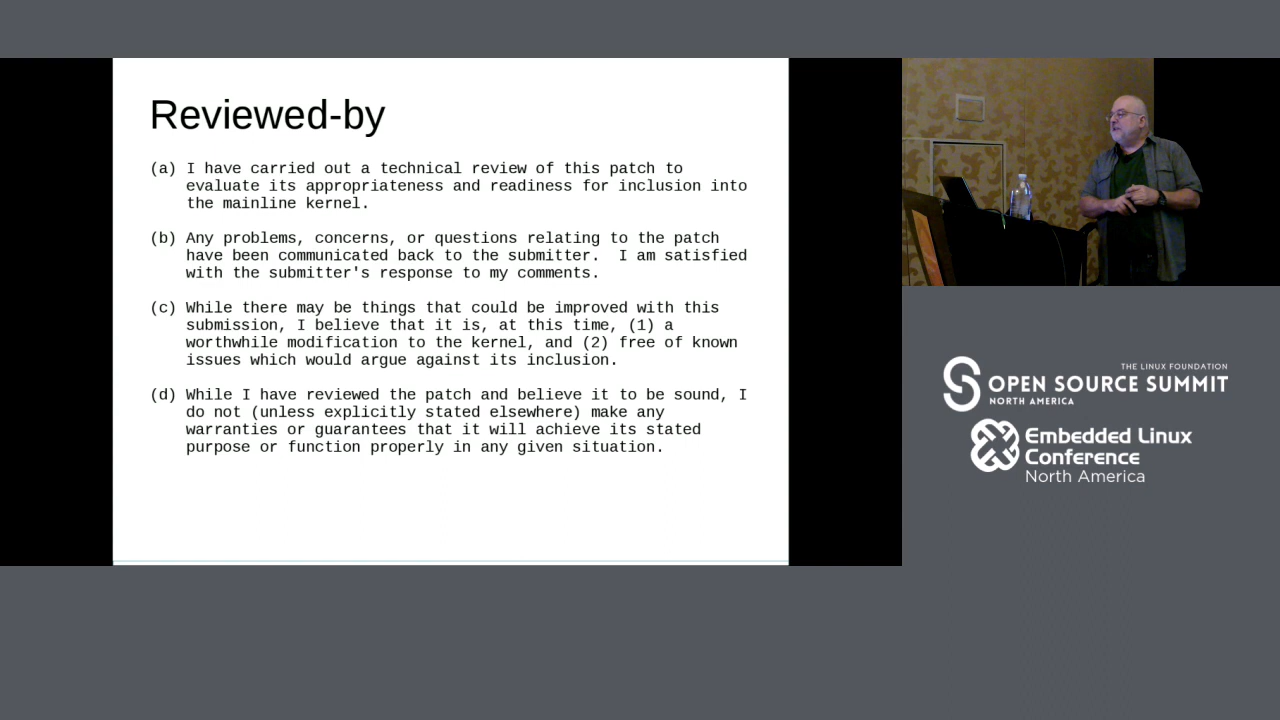 Reviewed-by
(a) I have carried out a technical review of this patch to
evaluate its appropriateness and readiness for inclusion into
the mainline kernel.
(b) Any problems, concerns, or questions relating to the patch
have been communicated back to the submitter.  I am satisfied
with the submitter's response to my comments.
(c) While there may be things that could be improved with this
submission, I believe that it is, at this time, (1) a
worthwhile modification to the kernel, and (2) free of known
issues which would argue against its inclusion.
(d) While I have reviewed the patch and believe it to be sound, I
do not (unless explicitly stated elsewhere) make any
warranties or guarantees that it will achieve its stated
purpose or function properly in any given situation.
THE LINUX FOUNDATION
OPEN SOURCE SUMMIT
NORTH AMERICA
Embedded Linux
Conference
North America